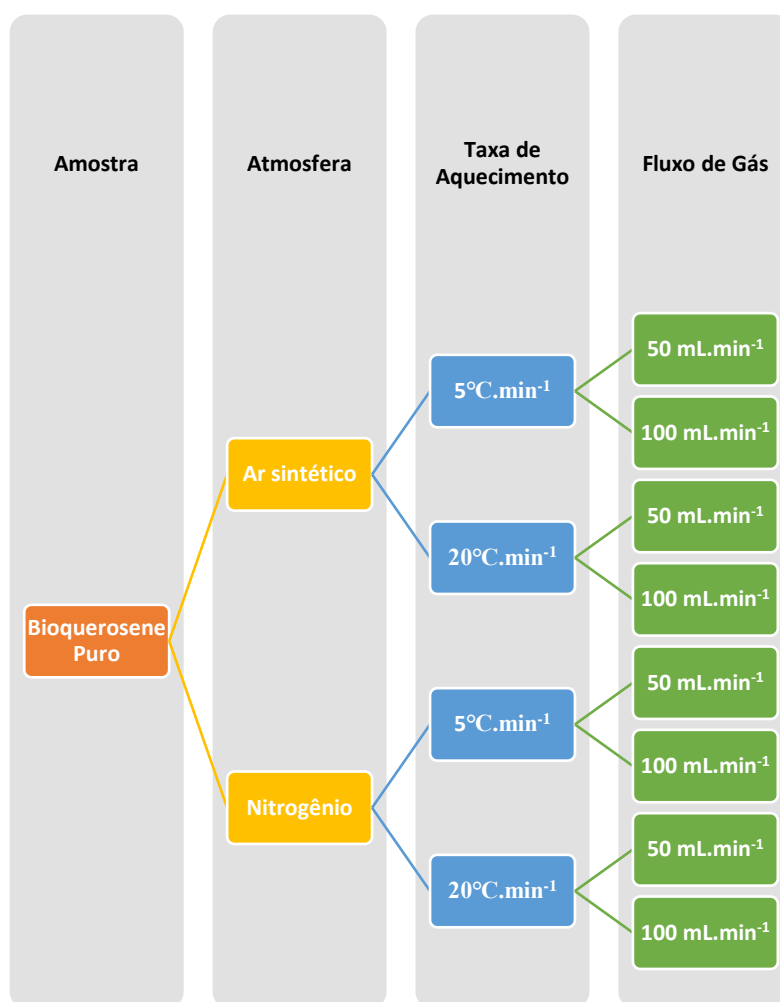 Amostra
Atmosfera
Taxa de
Aquecimento
Fluxo de Gás
Bioquerosene
Puro
Ar sintético
Nitrogênio
5°C.min⁻¹
20°C.min⁻¹
5°C.min⁻¹
20°C.min⁻¹
50 mL.min⁻¹
100 mL.min⁻¹
50 mL.min⁻¹
100 mL.min⁻¹
50 mL.min⁻¹
100 mL.min⁻¹
50 mL.min⁻¹
100 mL.min⁻¹